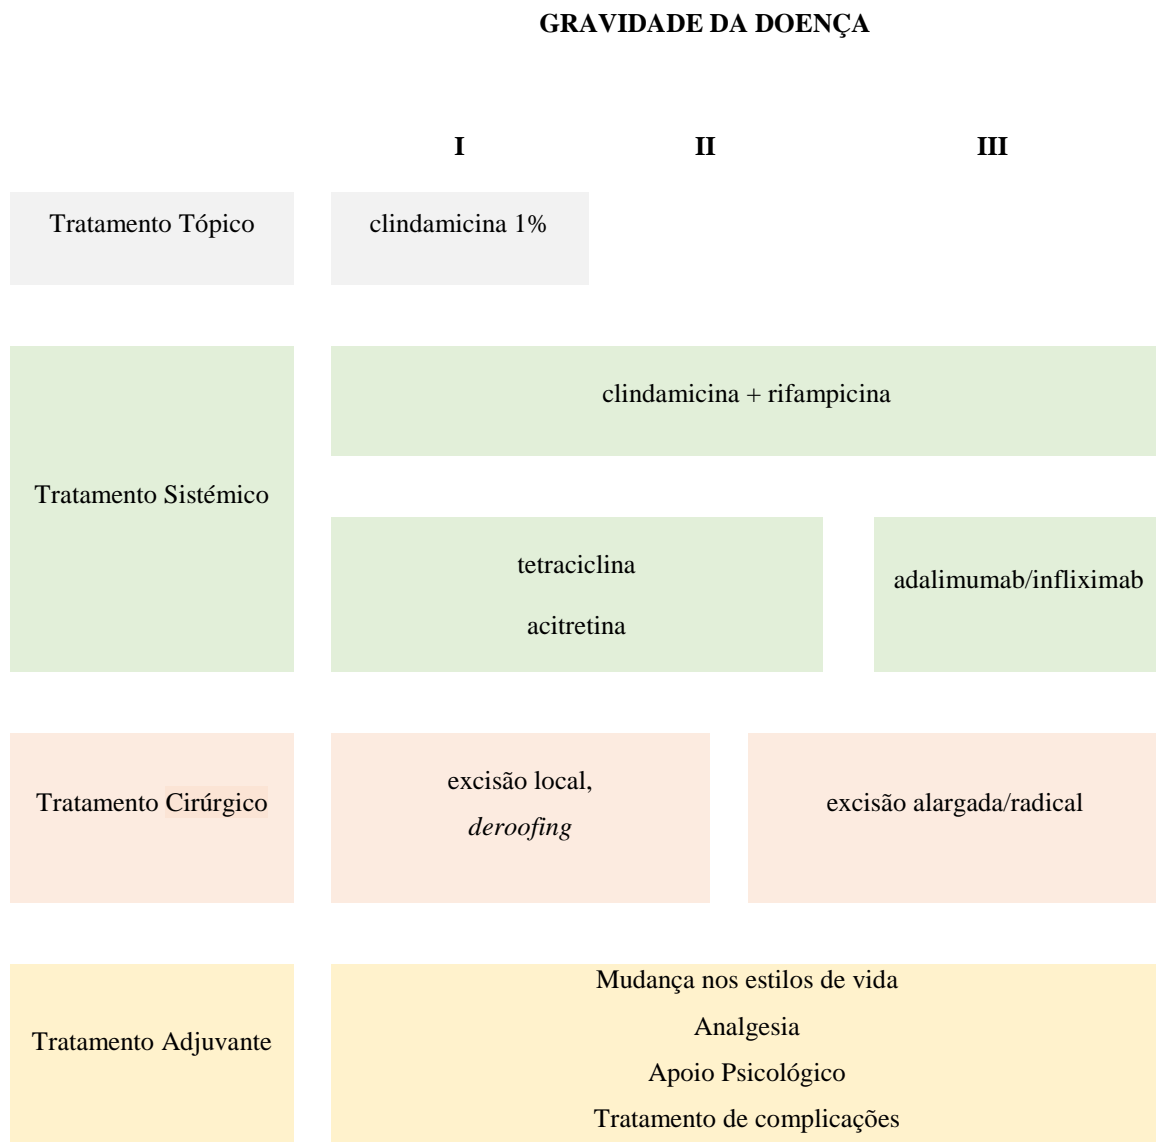 GRAVIDADE DA DOENÇA
I II III
Tratamento Tópico
clindamicina 1%
Tratamento Sistémico
clindamicina + rifampicina
tetraciclina
acitretina
adalimumab/infliximab
Tratamento Cirúrgico
excisão local,
deroofing
excisão alargada/radical
Tratamento Adjuvante
Mudança nos estilos de vida
Analgesia
Apoio Psicológico
Tratamento de complicações